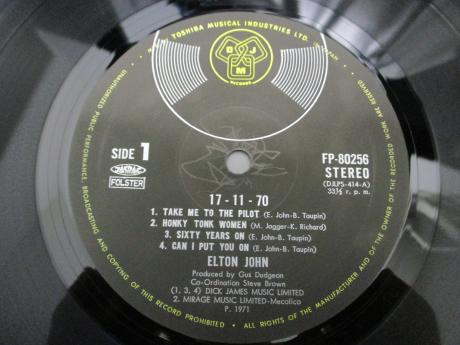 TOSHIBA MUSICAL INDUSTRIES LTD.
DJM
RECORDS
SIDE 1
FOLSTER
FP-80256
STEREO
(DJLPS-414-A)
33⅓ r. p. m.
17-11-70
1. TAKE ME TO THE PILOT (E. John-B. Taupin)
2. HONKY TONK WOMEN (M. Jagger-K. Richard)
3. SIXTY YEARS ON (E. John-B. Taupin)
4. CAN I PUT YOU ON (E. John-B. Taupin)
ELTON JOHN
Produced by Gus Dudgeon
Co-Ordination Steve Brown
(1, 3, 4) DICK JAMES MUSIC LIMITED
2. MIRAGE MUSIC LIMITED-Mecolico
P. 1971
UNAUTHORIZED PUBLIC PERFORMANCE, BROADCASTING AND COPYING OF THIS RECORD PROHIBITED • ALL RIGHTS OF THE MANUFACTURER AND OF THE OWNER OF THE RECORDED WORK ARE RESERVED